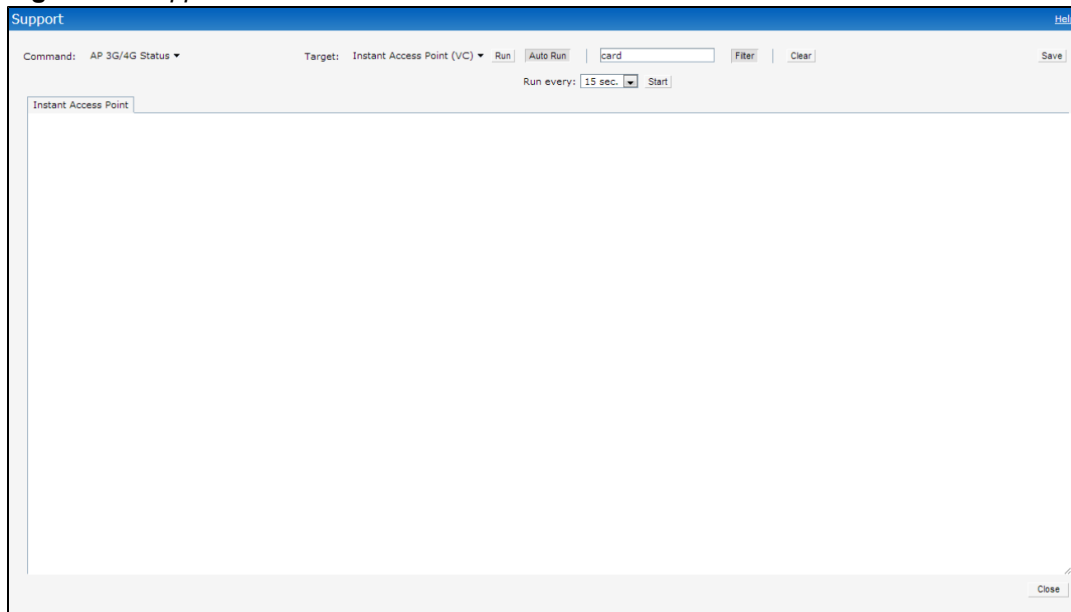 Support Hel
Command: AP 3G/4G Status Target: Instant Access Point (VC) Run Auto Run card Filter Clear Save
Run every: 15 sec. Start
Instant Access Point
Close